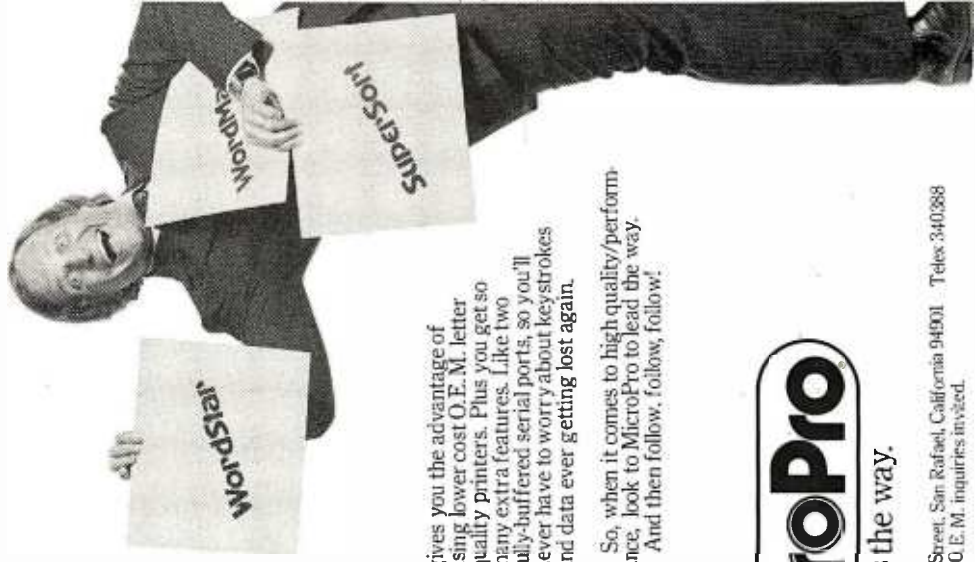 WordStar
WordMa
SuperSort
ives you the advantage of
sing lower cost O.E.M. letter
uality printers. Plus you get so
any extra features. Like two
ully-buffered serial ports, so you'll
ever have to worry about keystrokes
nd data ever getting lost again.
So, when it comes to high quality/perform-
nce, look to MicroPro to lead the way.
And then follow, follow, follow!
roPro®
the way.
Street, San Rafael, California 94901 Telex 340388
O.E.M. inquiries invited.